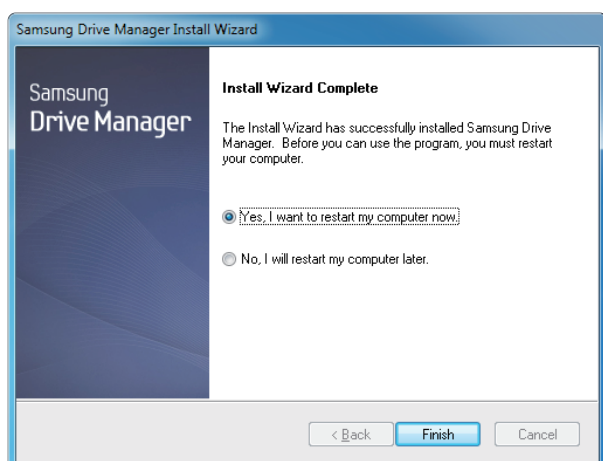 Samsung Drive Manager Install Wizard
Samsung
Drive Manager
Install Wizard Complete
The Install Wizard has successfully installed Samsung Drive
Manager. Before you can use the program, you must restart
your computer.
Yes, I want to restart my computer now.
No, I will restart my computer later.
< Back
Finish
Cancel